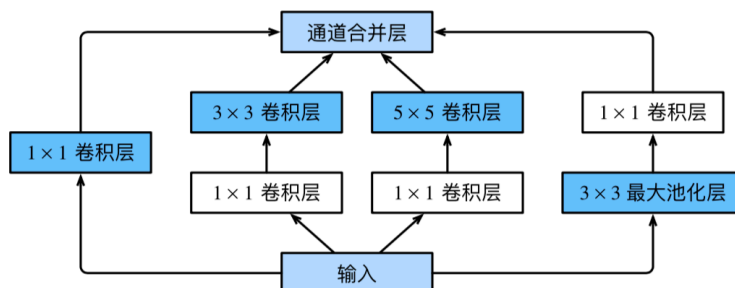 通道合并层
3 × 3 卷积层
5 × 5 卷积层
1 × 1 卷积层
1 × 1 卷积层
1 × 1 卷积层
1 × 1 卷积层
3 × 3 最大池化层
输入